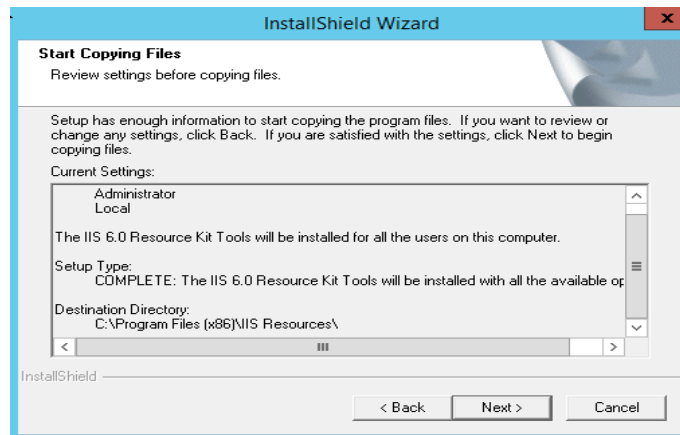 InstallShield Wizard
x
Start Copying Files
Review settings before copying files.
Setup has enough information to start copying the program files. If you want to review or
change any settings, click Back. If you are satisfied with the settings, click Next to begin
copying files.
Current Settings:
Administrator
Local
The IIS 6.0 Resource Kit Tools will be installed for all the users on this computer.
Setup Type:
COMPLETE: The IIS 6.0 Resource Kit Tools will be installed with all the available op
Destination Directory:
C:\Program Files (x86)\IIS Resources\
InstallShield
< Back Next > Cancel